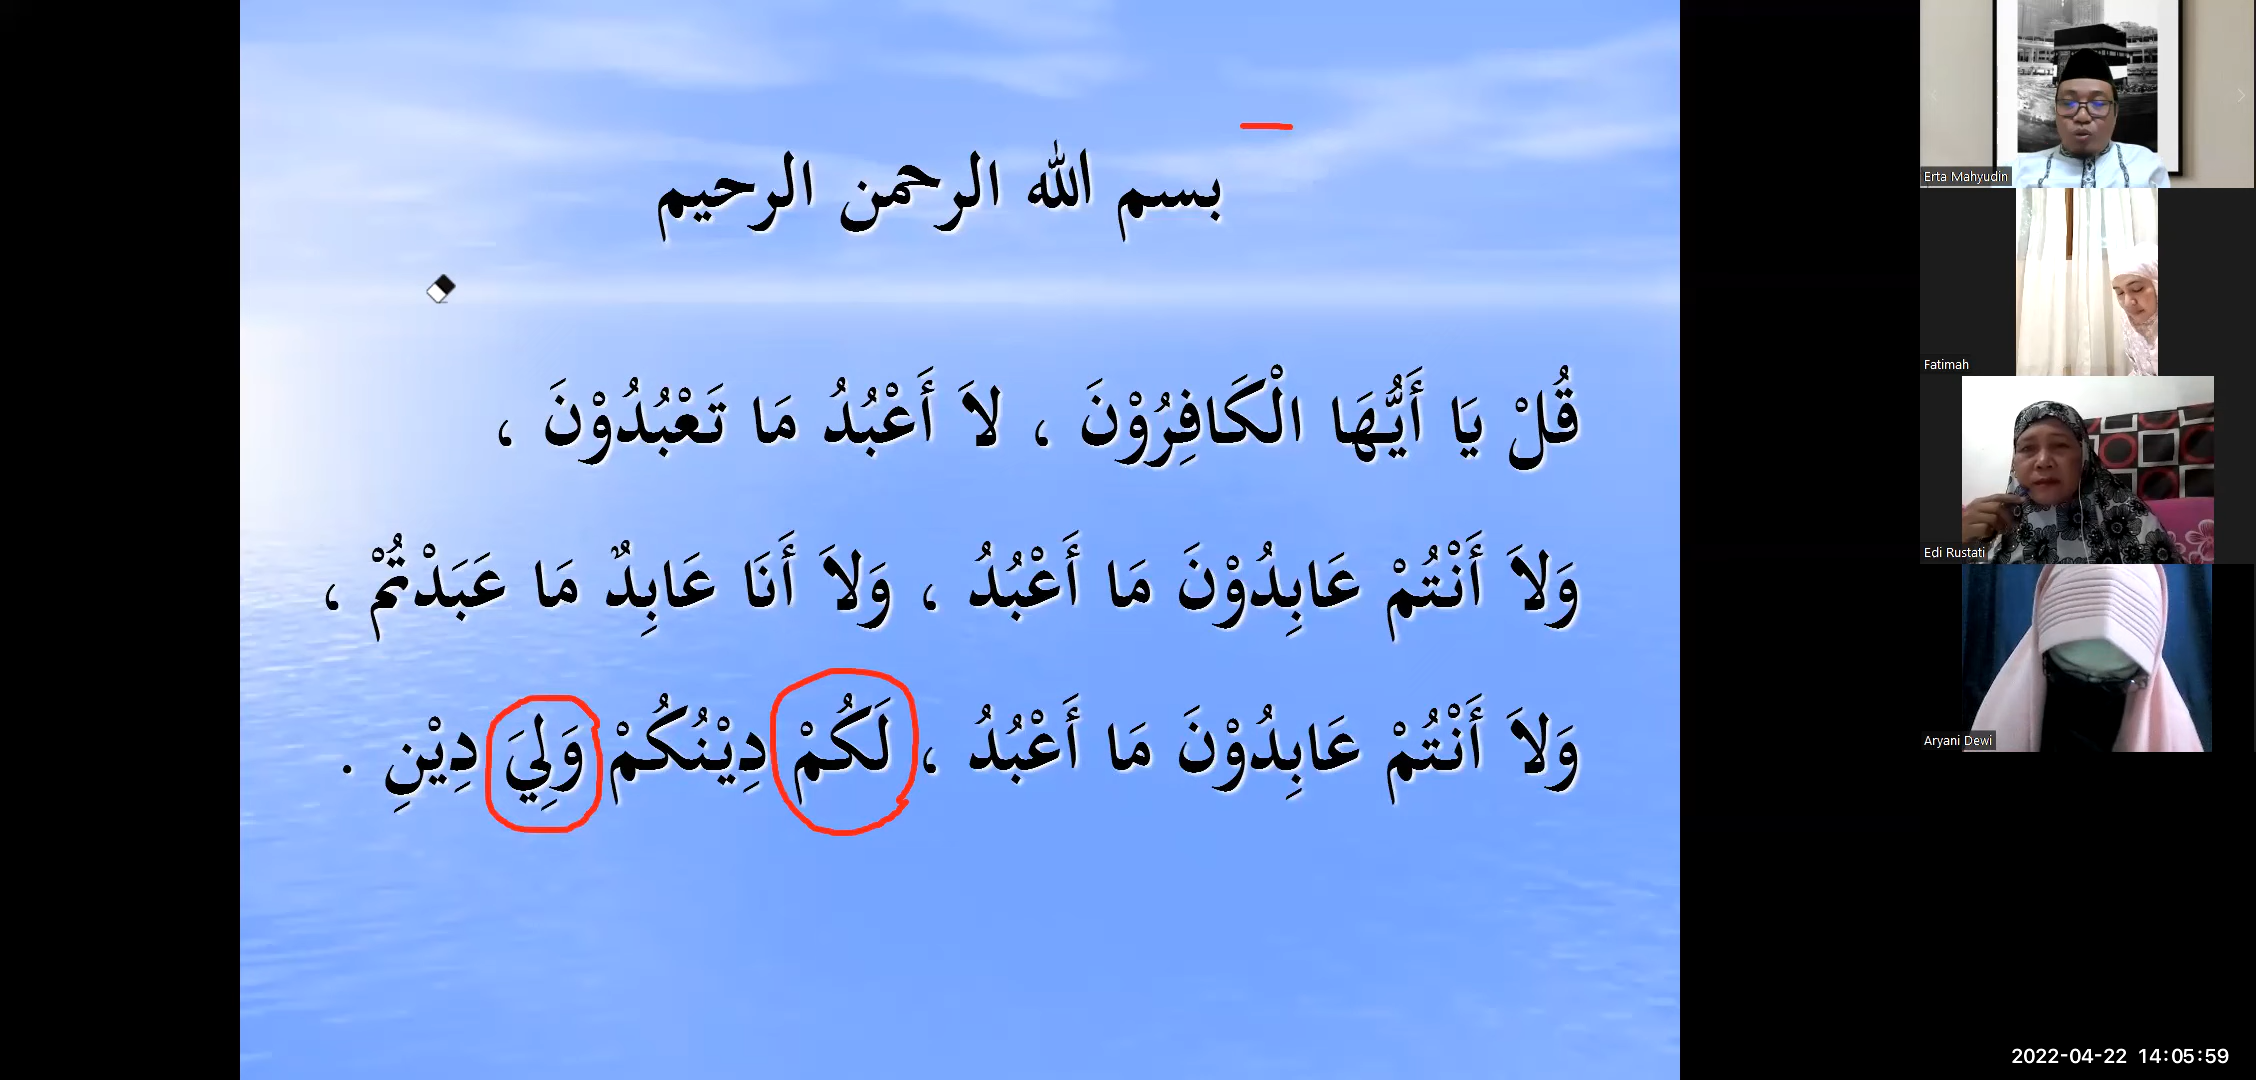 بسم الله الرحمن الرحيم
قُلْ يَا أَيُّهَا الْكَافِرُوْنَ ، لاَ أَعْبُدُ مَا تَعْبُدُوْنَ ،
وَلاَ أَنْتُمْ عَابِدُوْنَ مَا أَعْبُدُ ، وَلاَ أَنَا عَابِدٌ مَا عَبَدْتُمْ ،
وَلاَ أَنْتُمْ عَابِدُوْنَ مَا أَعْبُدُ ، لَكُمْ دِيْنُكُمْ وَلِيَ دِيْنِ .
Erta Mahyudin
Fatimah
Edi Rustati
Aryani Dewi
2022-04-22 14:05:59